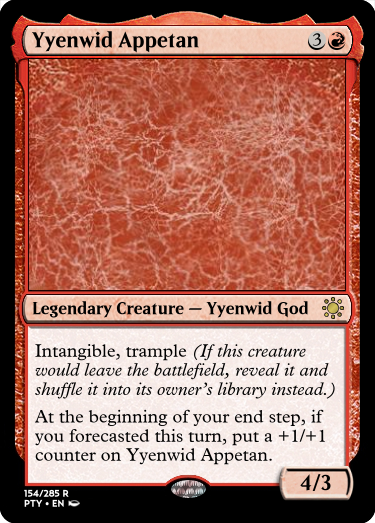 Yyenwid Appetan 3
Legendary Creature — Yyenwid God
Intangible, trample (If this creature
would leave the battlefield, reveal it and
shuffle it into its owner's library instead.)
At the beginning of your end step, if
you forecasted this turn, put a +1/+1
counter on Yyenwid Appetan.
4/3
154/285 R
PTY • EN